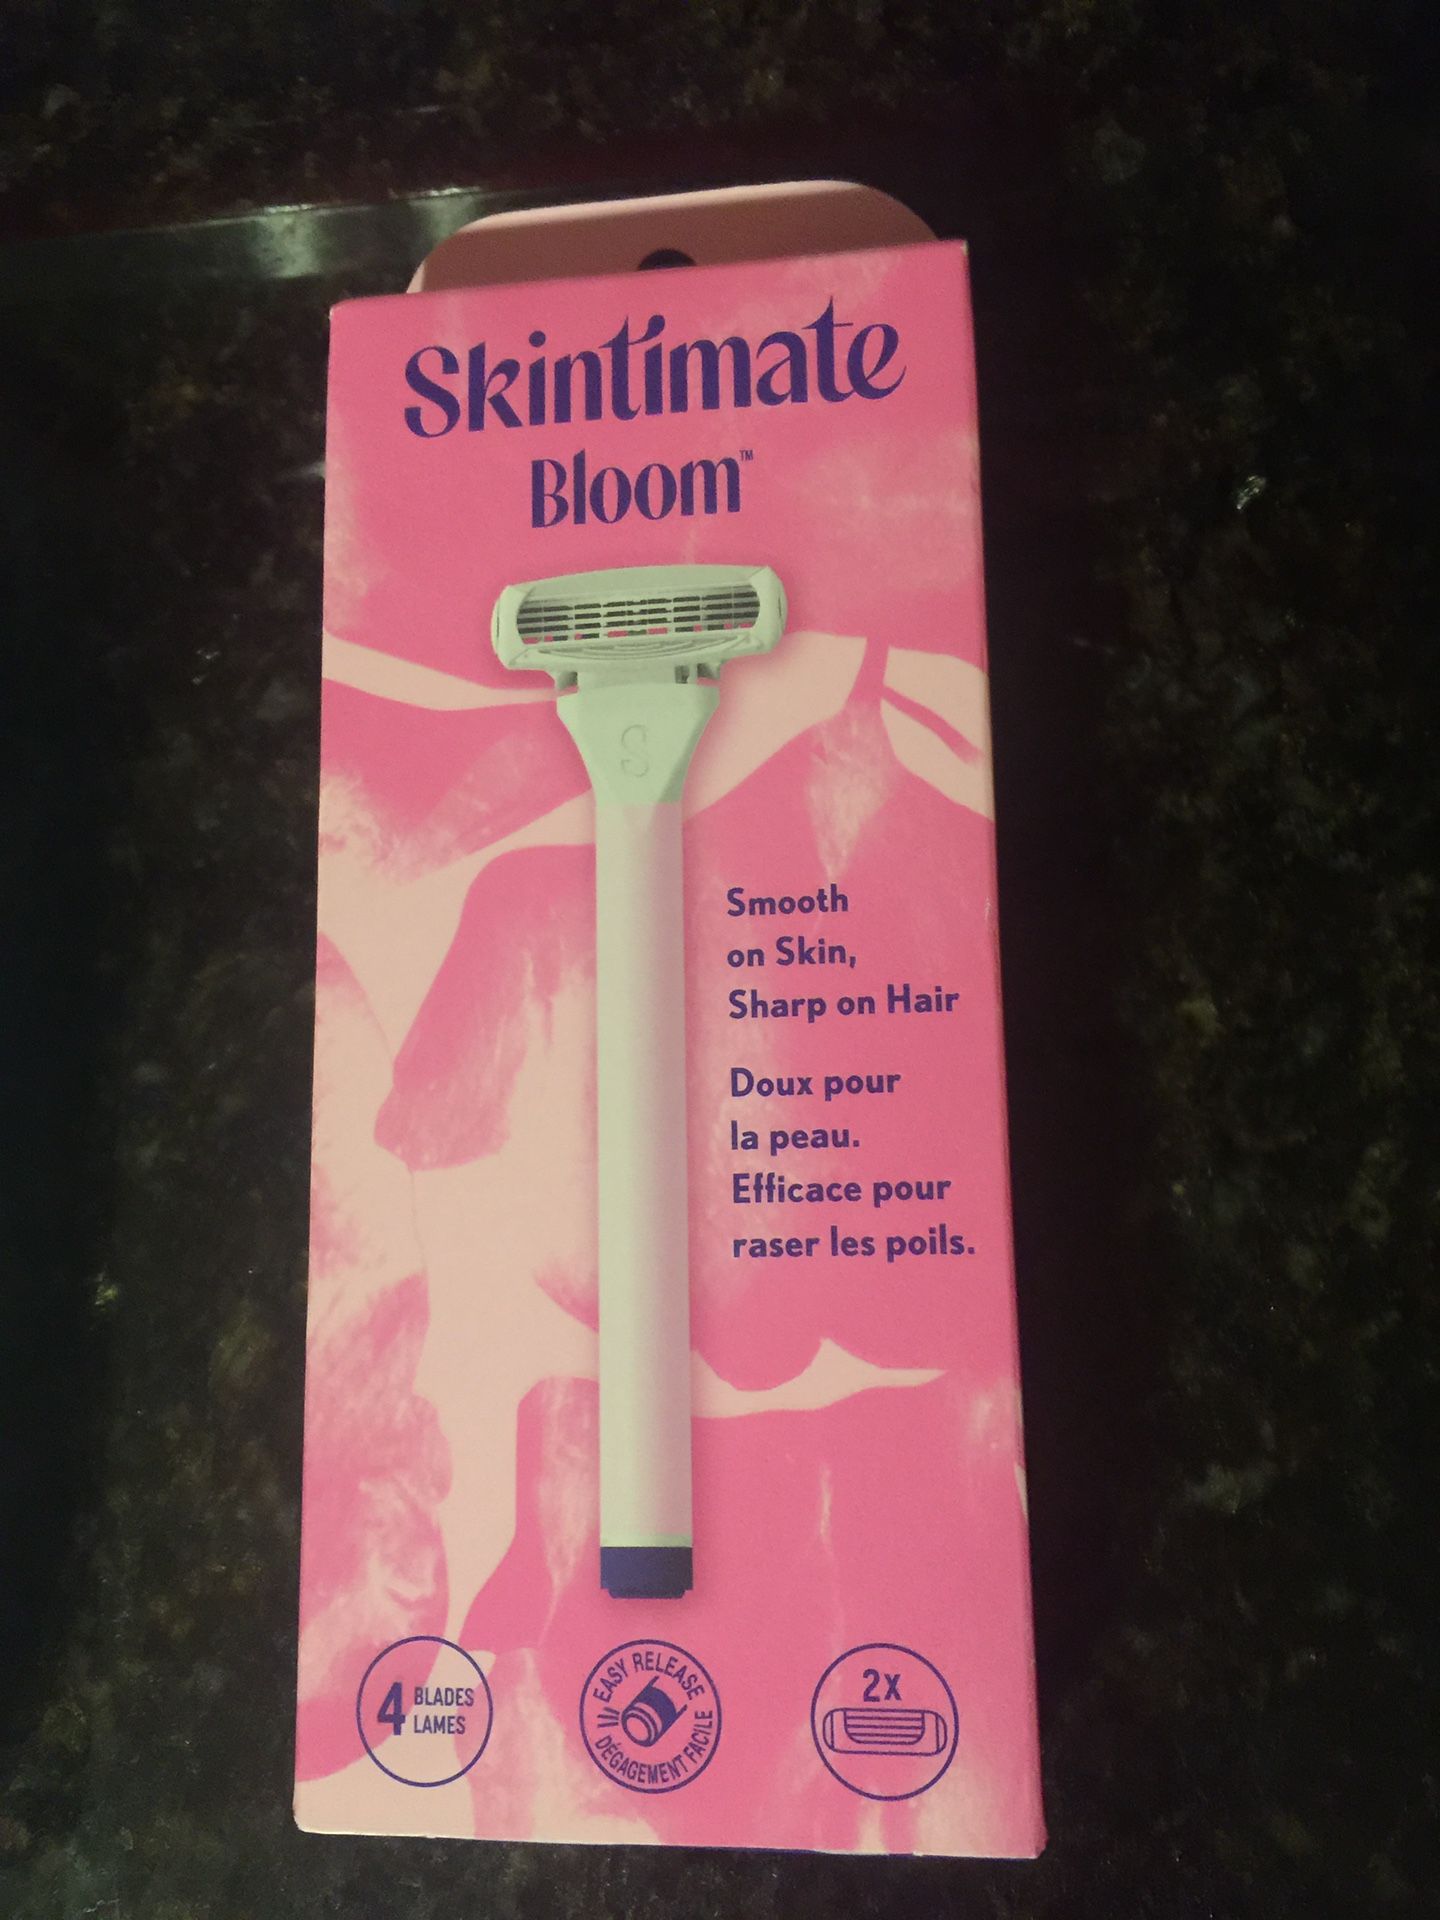 Skintimate
Bloom™
S
Smooth
on Skin,
Sharp on Hair
Doux pour
la peau.
Efficace pour
raser les poils.
4 BLADES
LAMES
EASY RELEASE
DÉGAGEMENT FACILE
2x